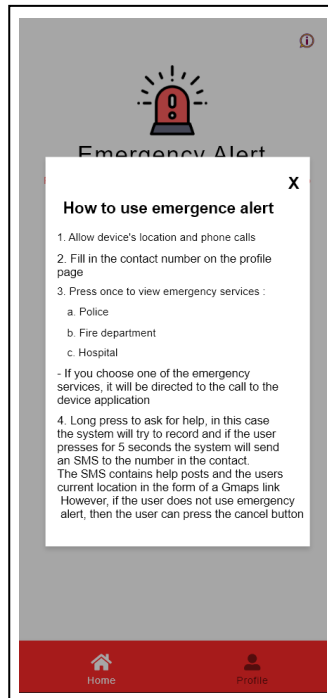 Emergency Alert
X
How to use emergence alert
1. Allow device's location and phone calls
2. Fill in the contact number on the profile
page
3. Press once to view emergency services :
a. Police
b. Fire department
c. Hospital
- If you choose one of the emergency
services, it will be directed to the call to the
device application
4. Long press to ask for help, in this case
the system will try to record and if the user
presses for 5 seconds the system will send
an SMS to the number in the contact.
The SMS contains help posts and the users
current location in the form of a Gmaps link
However, if the user does not use emergency
alert, then the user can press the cancel button
Home
Profile